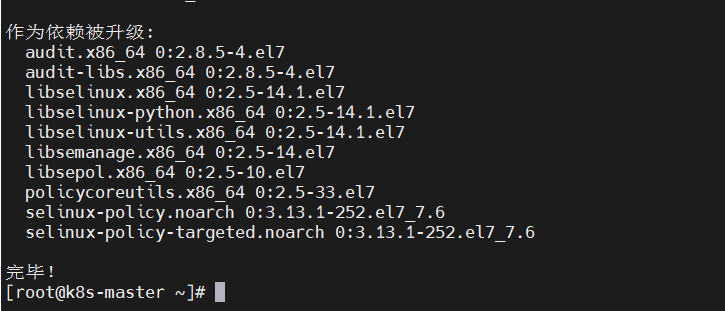 作为依赖被升级:
audit.x86_64 0:2.8.5-4.el7
audit-libs.x86_64 0:2.8.5-4.el7
libselinux.x86_64 0:2.5-14.1.el7
libselinux-python.x86_64 0:2.5-14.1.el7
libselinux-utils.x86_64 0:2.5-14.1.el7
libsemanage.x86_64 0:2.5-14.el7
libsepol.x86_64 0:2.5-10.el7
policycoreutils.x86_64 0:2.5-33.el7
selinux-policy.noarch 0:3.13.1-252.el7_7.6
selinux-policy-targeted.noarch 0:3.13.1-252.el7_7.6
完毕!
[root@k8s-master ~]#